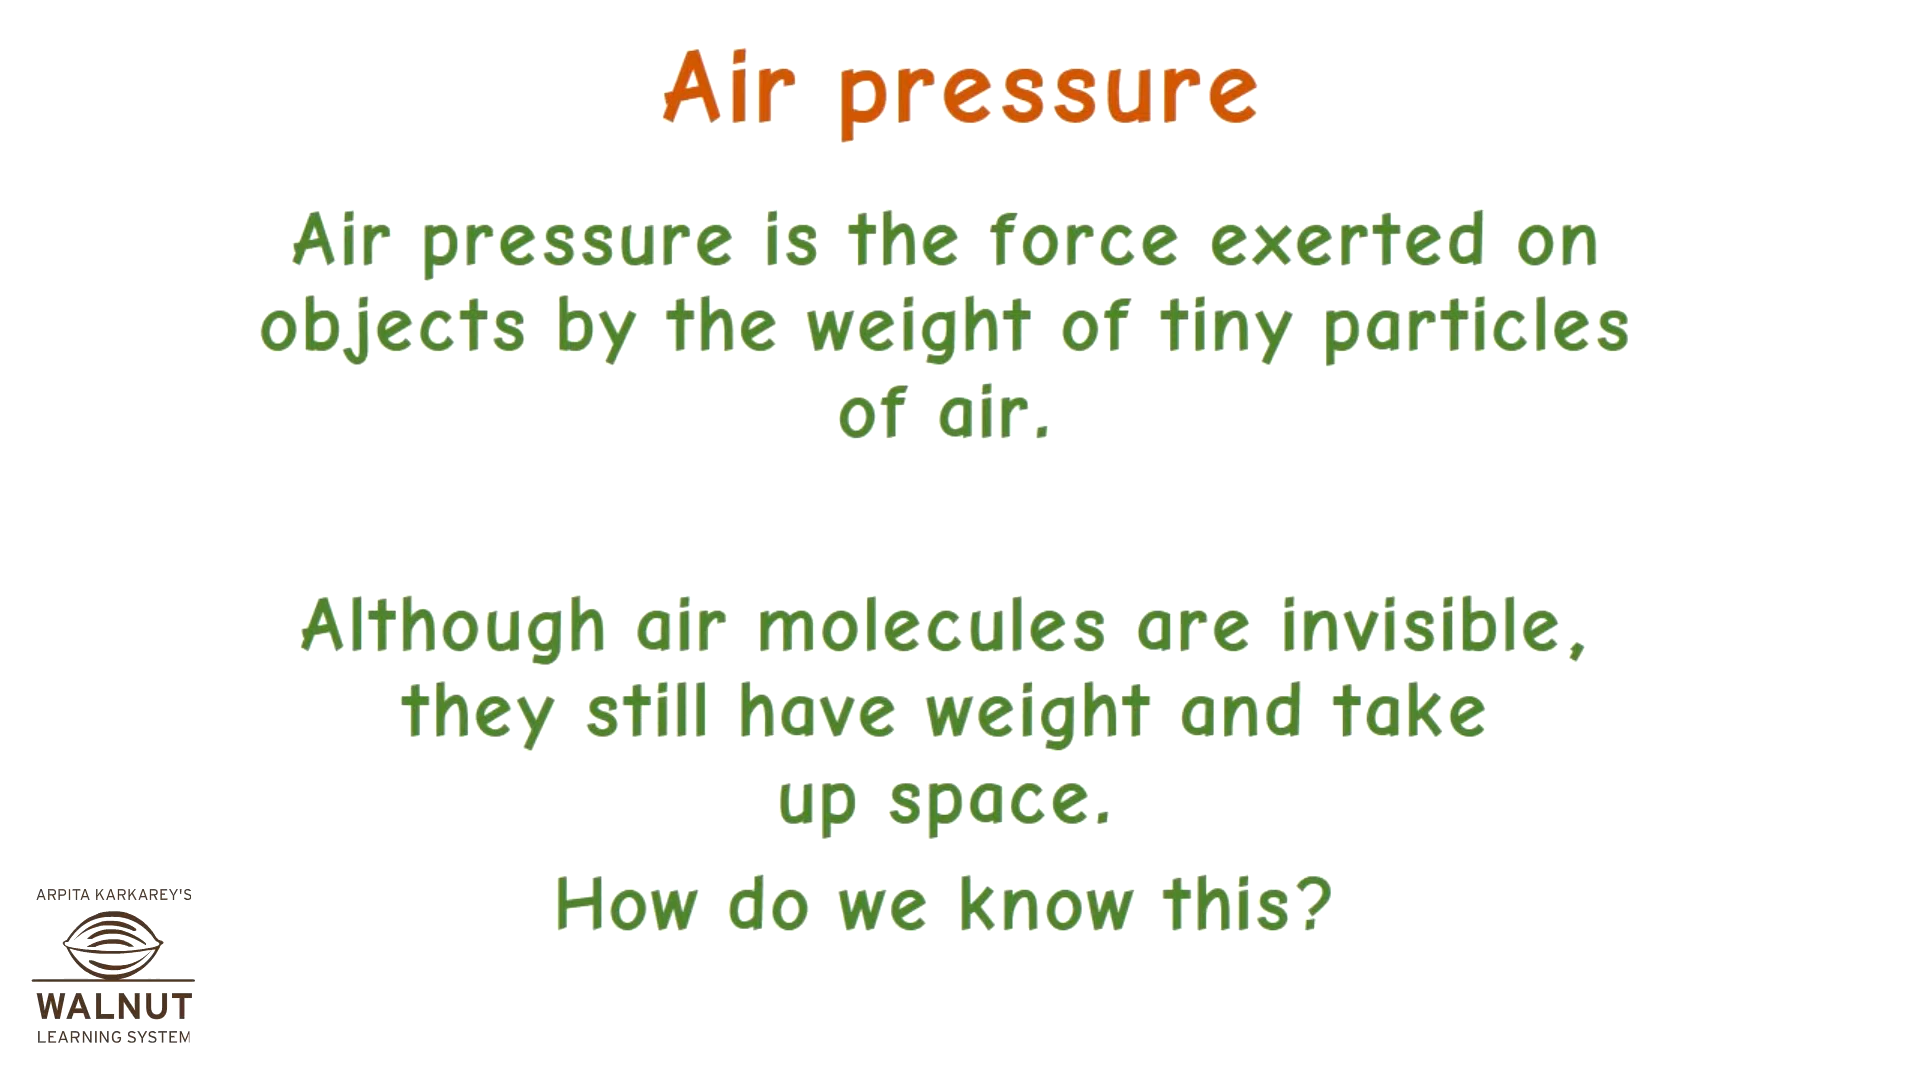 Air pressure
Air pressure is the force exerted on
objects by the weight of tiny particles
of air.
Although air molecules are invisible,
they still have weight and take
up space.
How do we know this?
ARPITA KARKAREY'S
WALNUT
LEARNING SYSTEM